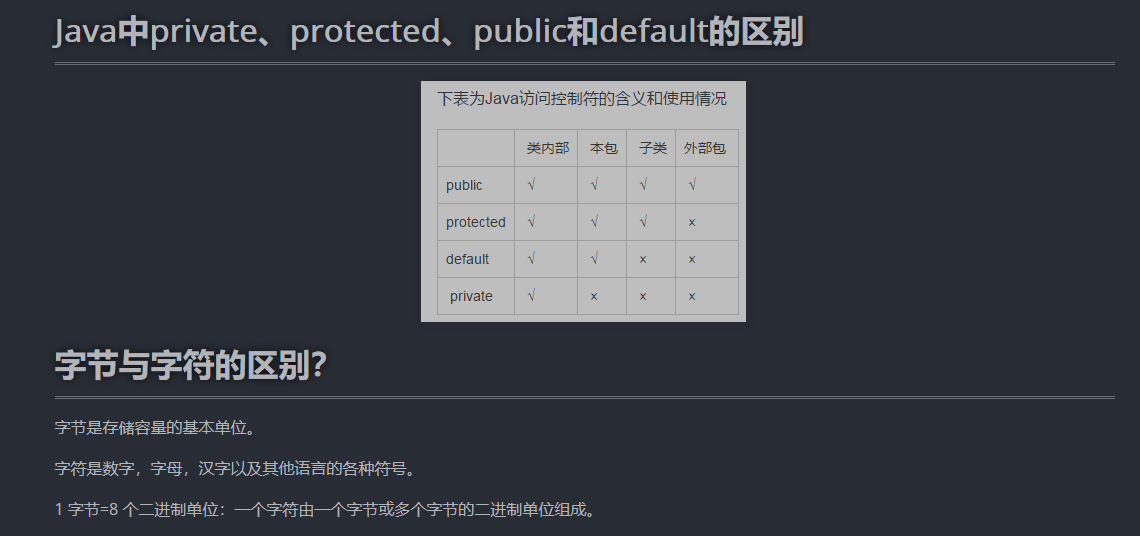 Java中private、protected、public和default的区别
下表为Java访问控制符的含义和使用情况
类内部 本包 子类 外部包
public √ √ √ √
protected √ √ √ ×
default √ √ × ×
private √ × × ×
字节与字符的区别？
字节是存储容量的基本单位。
字符是数字，字母，汉字以及其他语言的各种符号。
1 字节=8 个二进制单位：一个字符由一个字节或多个字节的二进制单位组成。